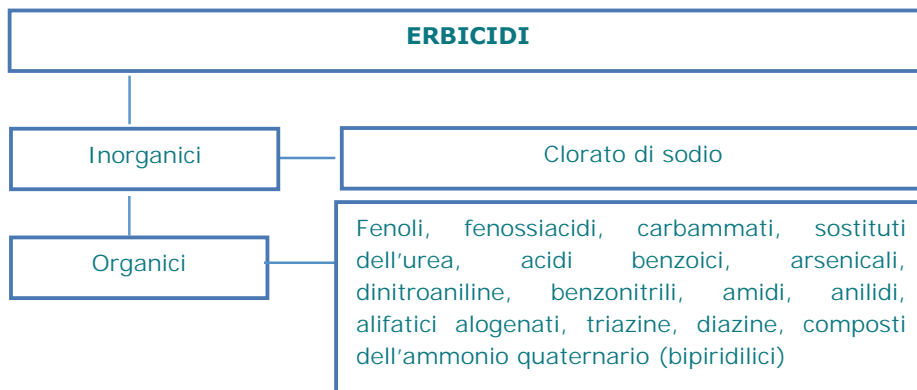 ERBICIDI
Inorganici
Clorato di sodio
Organici
Fenoli, fenossiacidi, carbammati, sostituti
dell'urea, acidi benzoici, arsenicali,
dinitroaniline, benzonitrili, amidi, anilidi,
alifatici alogenati, triazine, diazine, composti
dell'ammonio quaternario (bipiridilici)